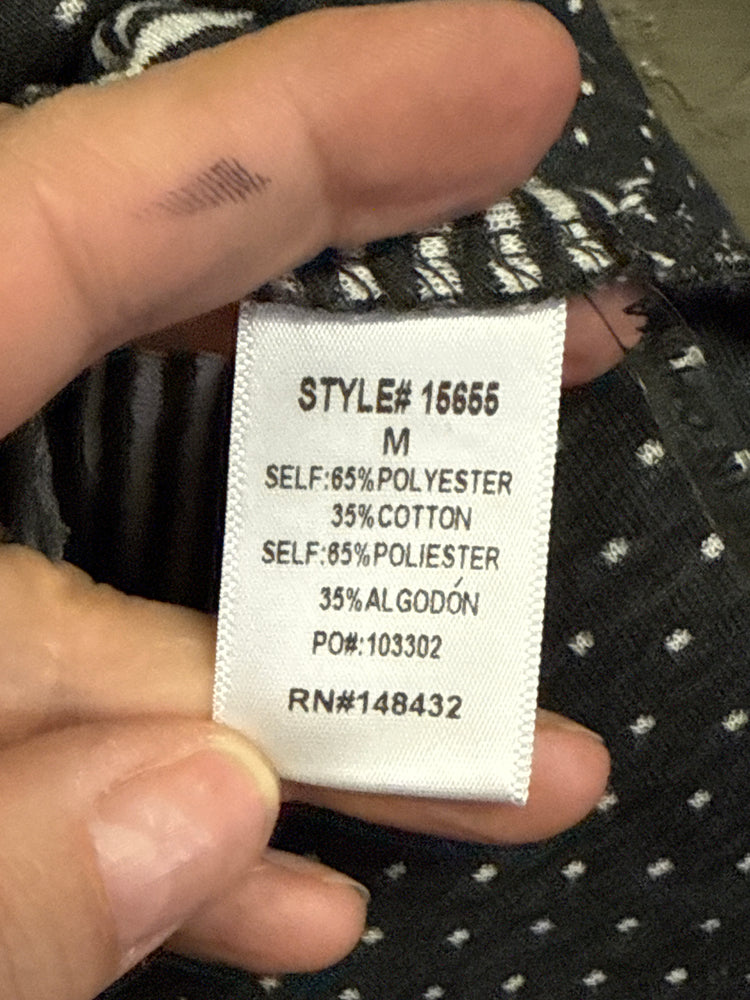 STYLE# 15655
M
SELF:65%POLYESTER
35%COTTON
SELF:65%POLIESTER
35%ALGODÓN
PO#:103302
RN#148432